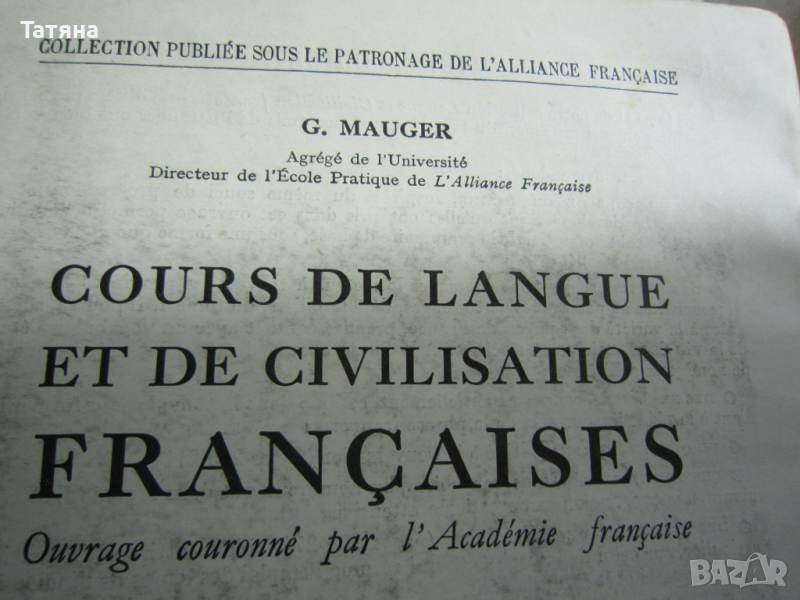 Татяна
COLLECTION PUBLIÉE SOUS LE PATRONAGE DE L'ALLIANCE FRANÇAISE
G. MAUGER
Agrégé de l'Université
Directeur de l'École Pratique de L'Alliance Française
COURS DE LANGUE
ET DE CIVILISATION
FRANÇAISES
Ouvrage couronné par l'Académie française
BAZAR